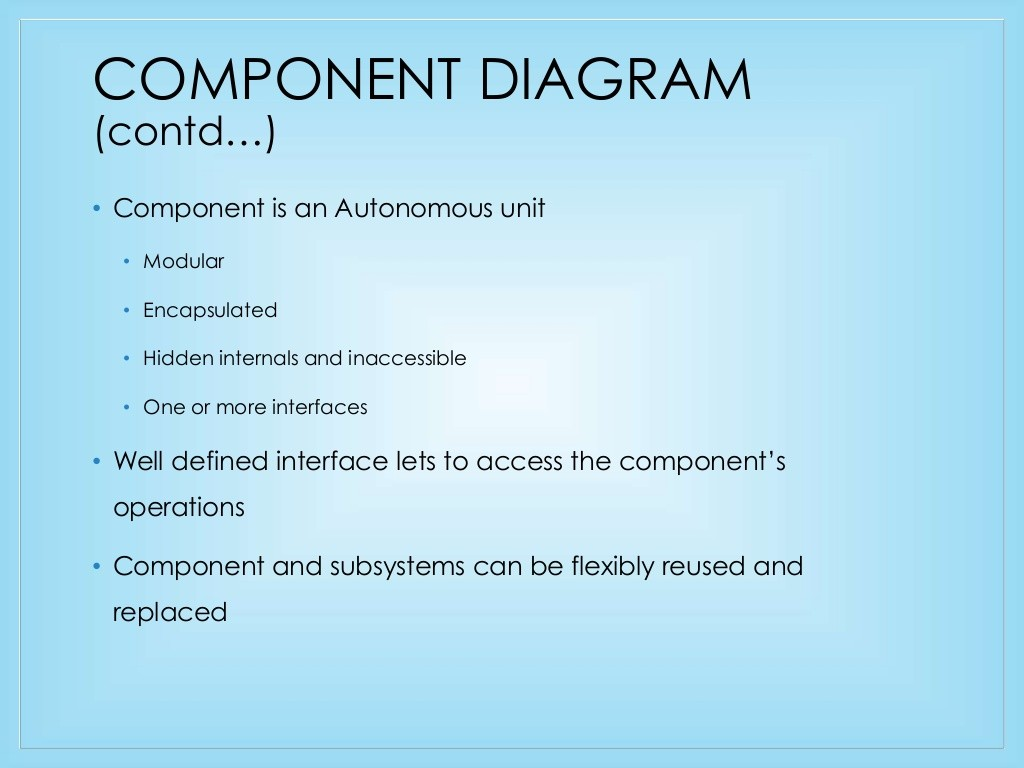 COMPONENT DIAGRAM
(contd…)
• Component is an Autonomous unit
• Modular
• Encapsulated
• Hidden internals and inaccessible
• One or more interfaces
• Well defined interface lets to access the component’s
operations
• Component and subsystems can be flexibly reused and
replaced